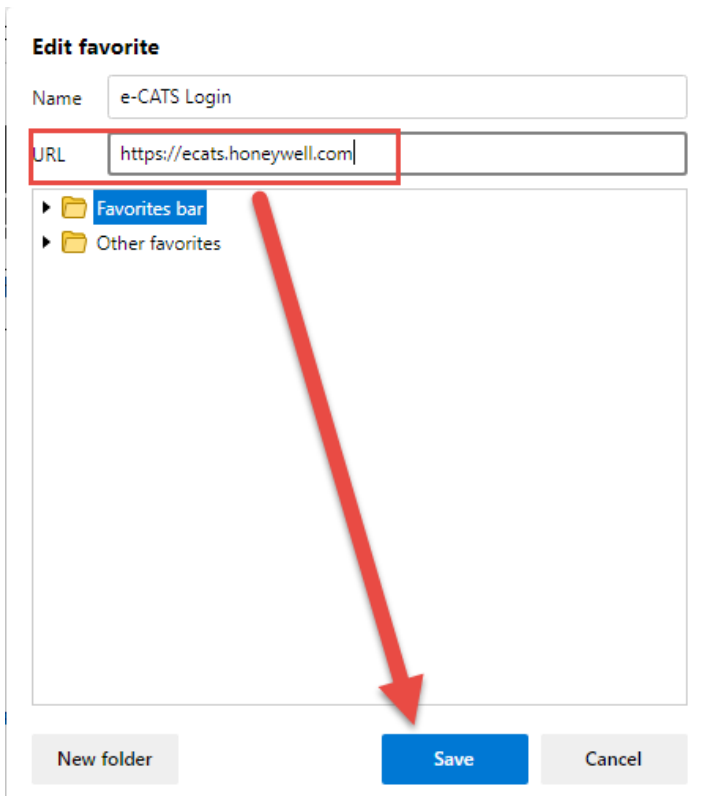 Edit favorite
Name e-CATS Login
URL https://ecats.honeywell.com
Favorites bar
Other favorites
New folder Save Cancel